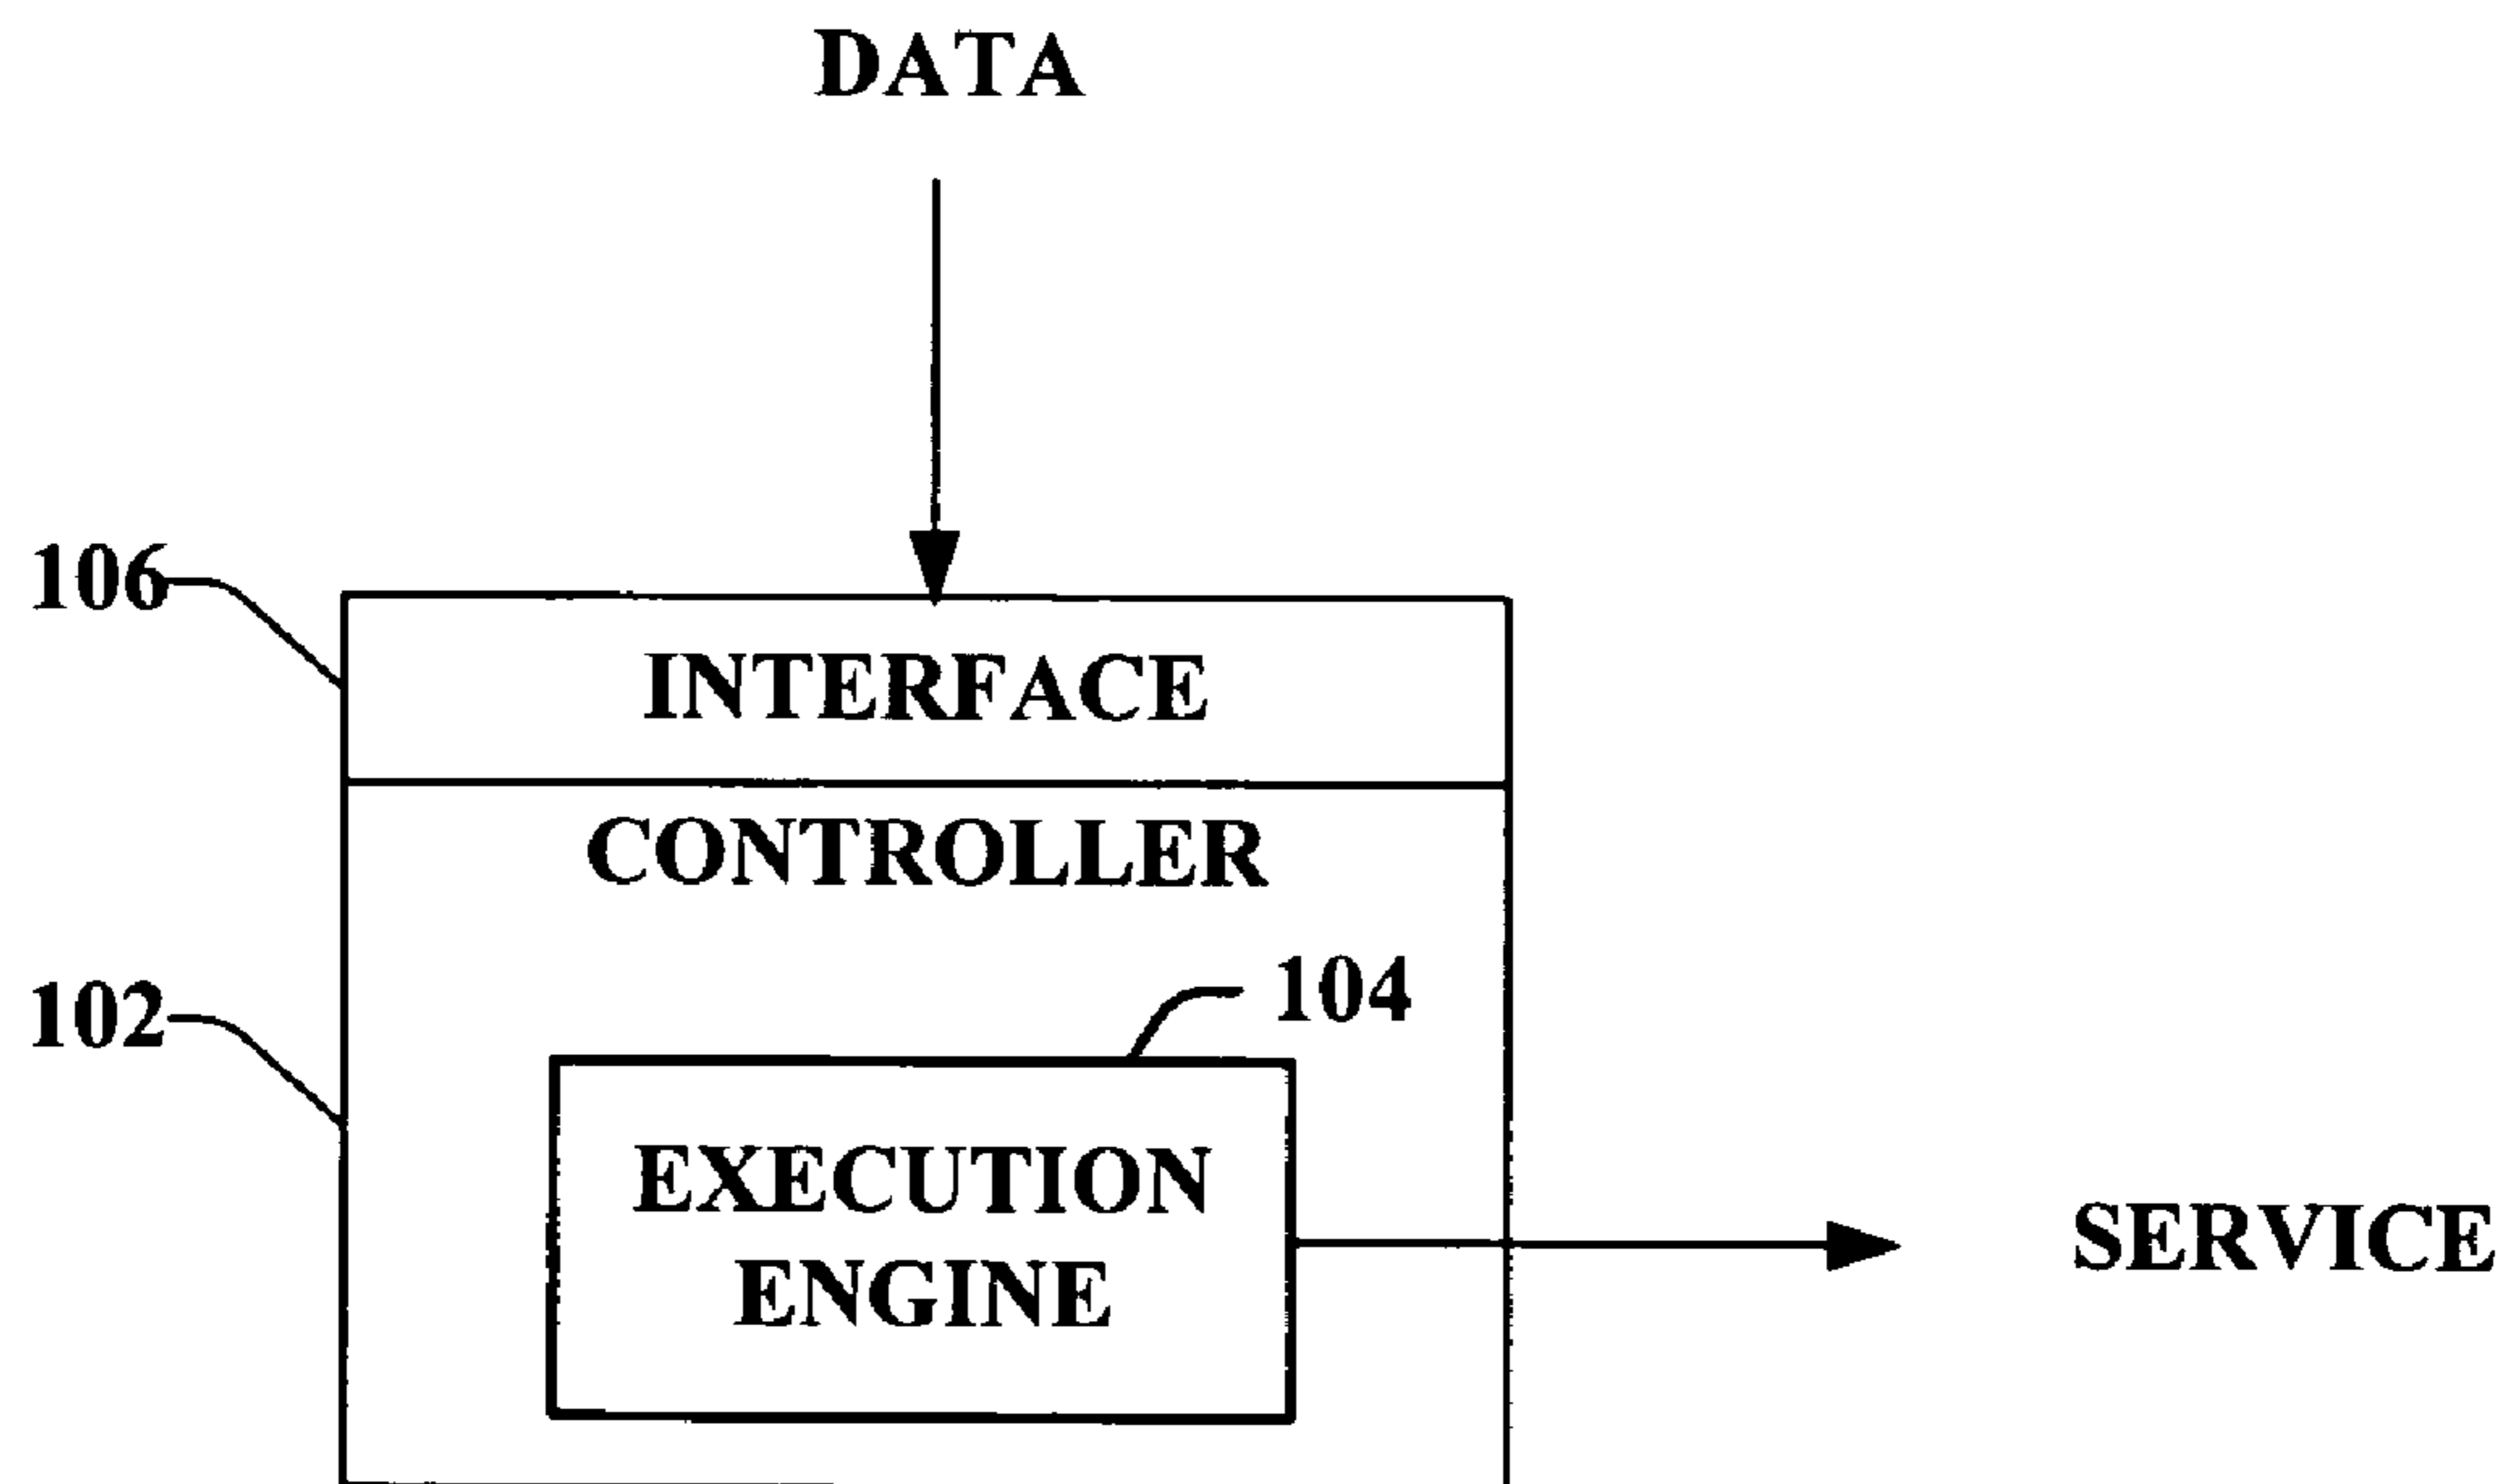 DATA
106
INTERFACE
CONTROLLER
102
104
EXECUTION
ENGINE
SERVICE